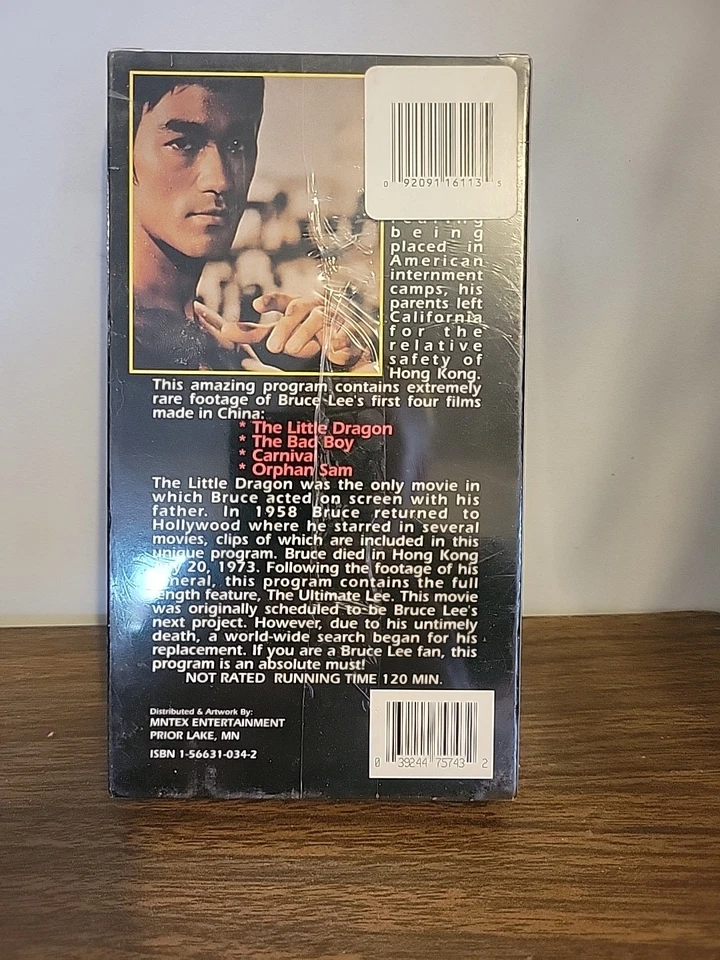 0 92091 16113 5
being
placed in
American
internment
camps, his
parents left
California
for the
relative
safety of
Hong Kong.
This amazing program contains extremely
rare footage of Bruce Lee's first four films
made in China:
* The Little Dragon
* The Bad Boy
* Carnival
* Orphan Sam
The Little Dragon was the only movie in
which Bruce acted on screen with his
father. In 1958 Bruce returned to
Hollywood where he starred in several
movies, clips of which are included in this
unique program. Bruce died in Hong Kong
20, 1973. Following the footage of his
funeral, this program contains the full
length feature, The Ultimate Lee. This movie
was originally scheduled to be Bruce Lee's
next project. However, due to his untimely
death, a world-wide search began for his
replacement. If you are a Bruce Lee fan, this
program is an absolute must!
NOT RATED RUNNING TIME 120 MIN.
Distributed & Artwork By:
MNTEX ENTERTAINMENT
PRIOR LAKE, MN
ISBN 1-56631-034-2
0 39244 75743 2